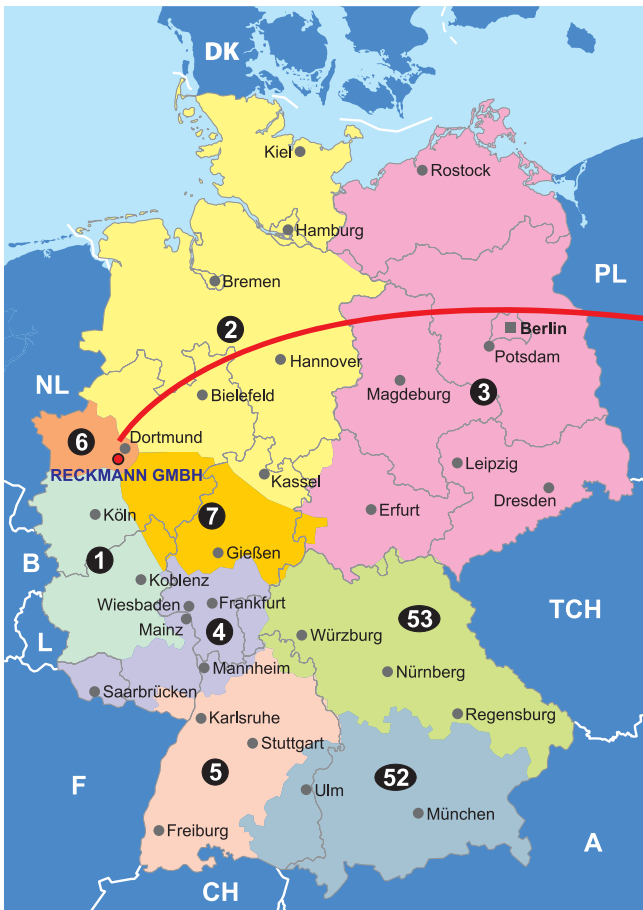 DK
Kiel
Rostock
Hamburg
PL
Bremen
2
Berlin
Hannover
Potsdam
NL
Magdeburg
3
Bielefeld
6
Dortmund
RECKMANN GMBH
Leipzig
Kassel
Dresden
Köln
7
Erfurt
B
1
Gießen
Koblenz
TCH
Wiesbaden
Frankfurt
53
L
Mainz
4
Würzburg
Mannheim
Nürnberg
Saarbrücken
Karlsruhe
Regensburg
Stuttgart
F
5
52
Ulm
München
Freiburg
A
CH